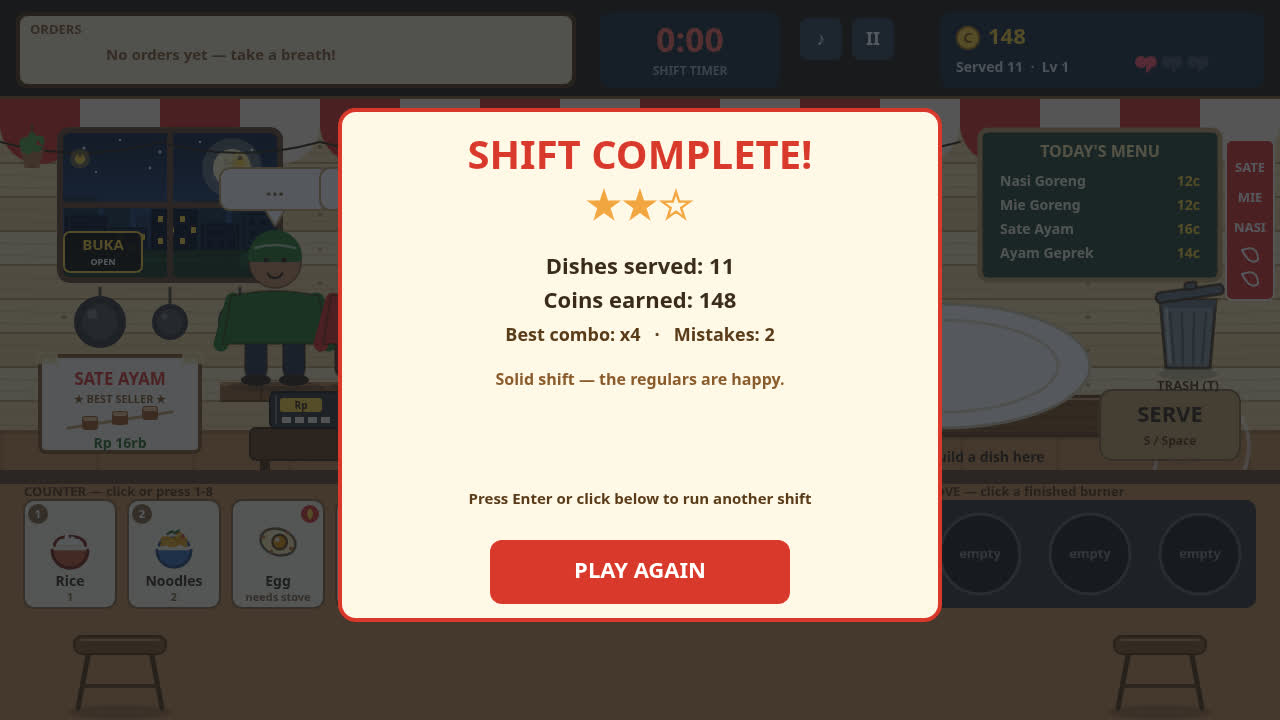 ORDERS
No orders yet — take a breath!
0:00
SHIFT TIMER
♪
II
C 148
Served 11 · Lv 1
SHIFT COMPLETE!
Dishes served: 11
Coins earned: 148
Best combo: x4 · Mistakes: 2
Solid shift — the regulars are happy.
Press Enter or click below to run another shift
PLAY AGAIN
...
BUKA
OPEN
TODAY'S MENU
Nasi Goreng 12c
Mie Goreng 12c
Sate Ayam 16c
Ayam Geprek 14c
SATE
MIE
NASI
SATE AYAM
★ BEST SELLER ★
Rp 16rb
Rp
TRASH (T)
SERVE
S / Space
build a dish here
COUNTER — click or press 1-8
— click a finished burner
1
Rice
1
2
Noodles
2
Egg
needs stove
empty
empty
empty